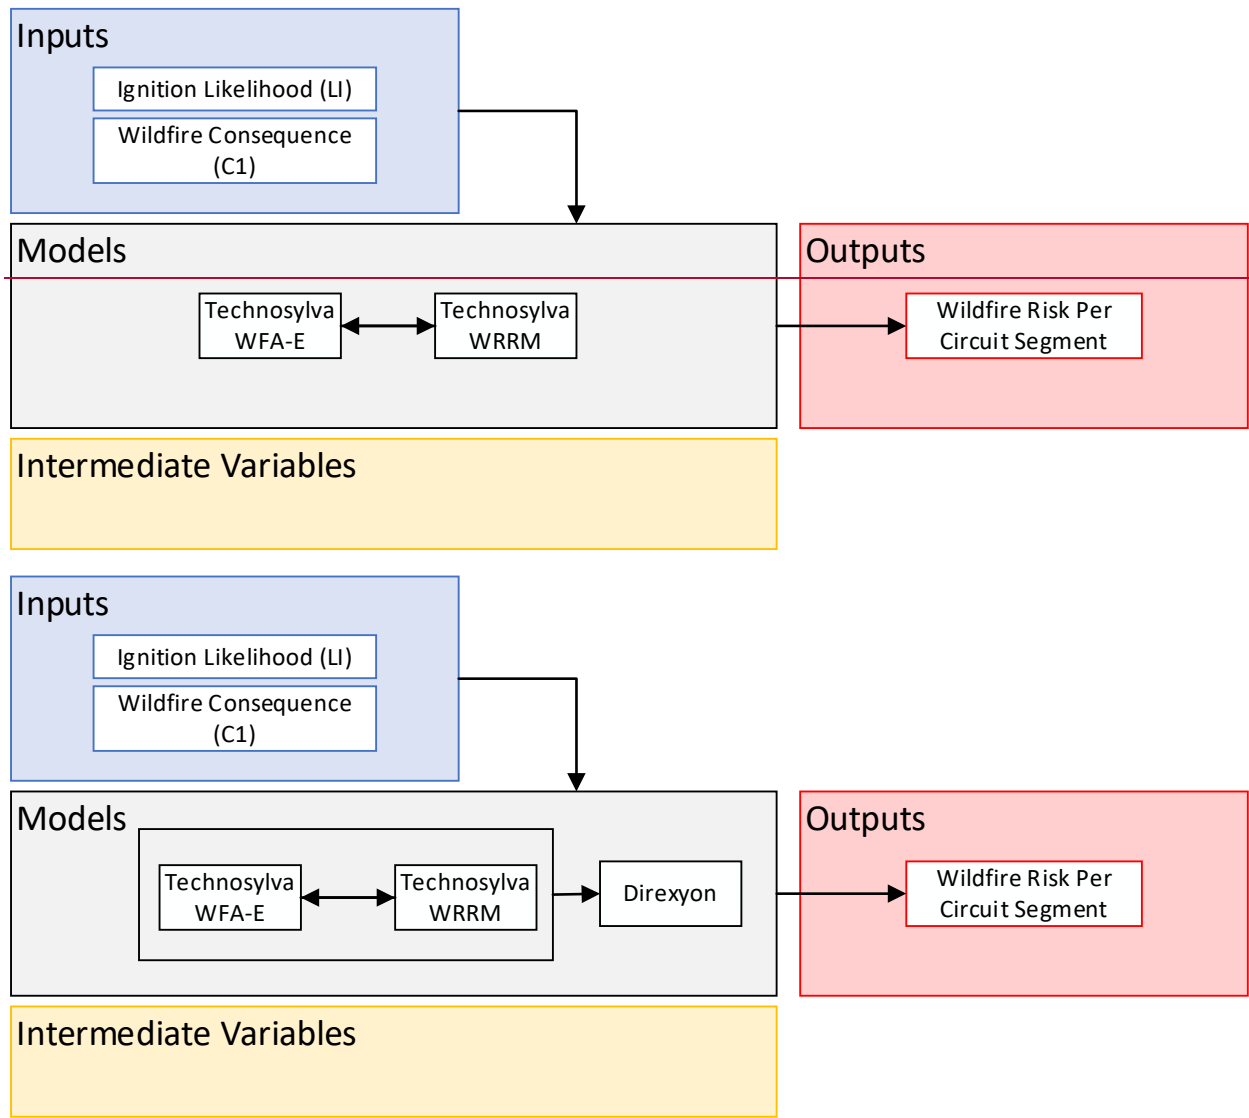 Inputs
Ignition Likelihood (LI)
Wildfire Consequence
(C1)
Models
Technosylva
WFA-E
Technosylva
WRRM
Outputs
Wildfire Risk Per
Circuit Segment
Intermediate Variables
Inputs
Ignition Likelihood (LI)
Wildfire Consequence
(C1)
Models
Technosylva
WFA-E
Technosylva
WRRM
Direxyon
Outputs
Wildfire Risk Per
Circuit Segment
Intermediate Variables